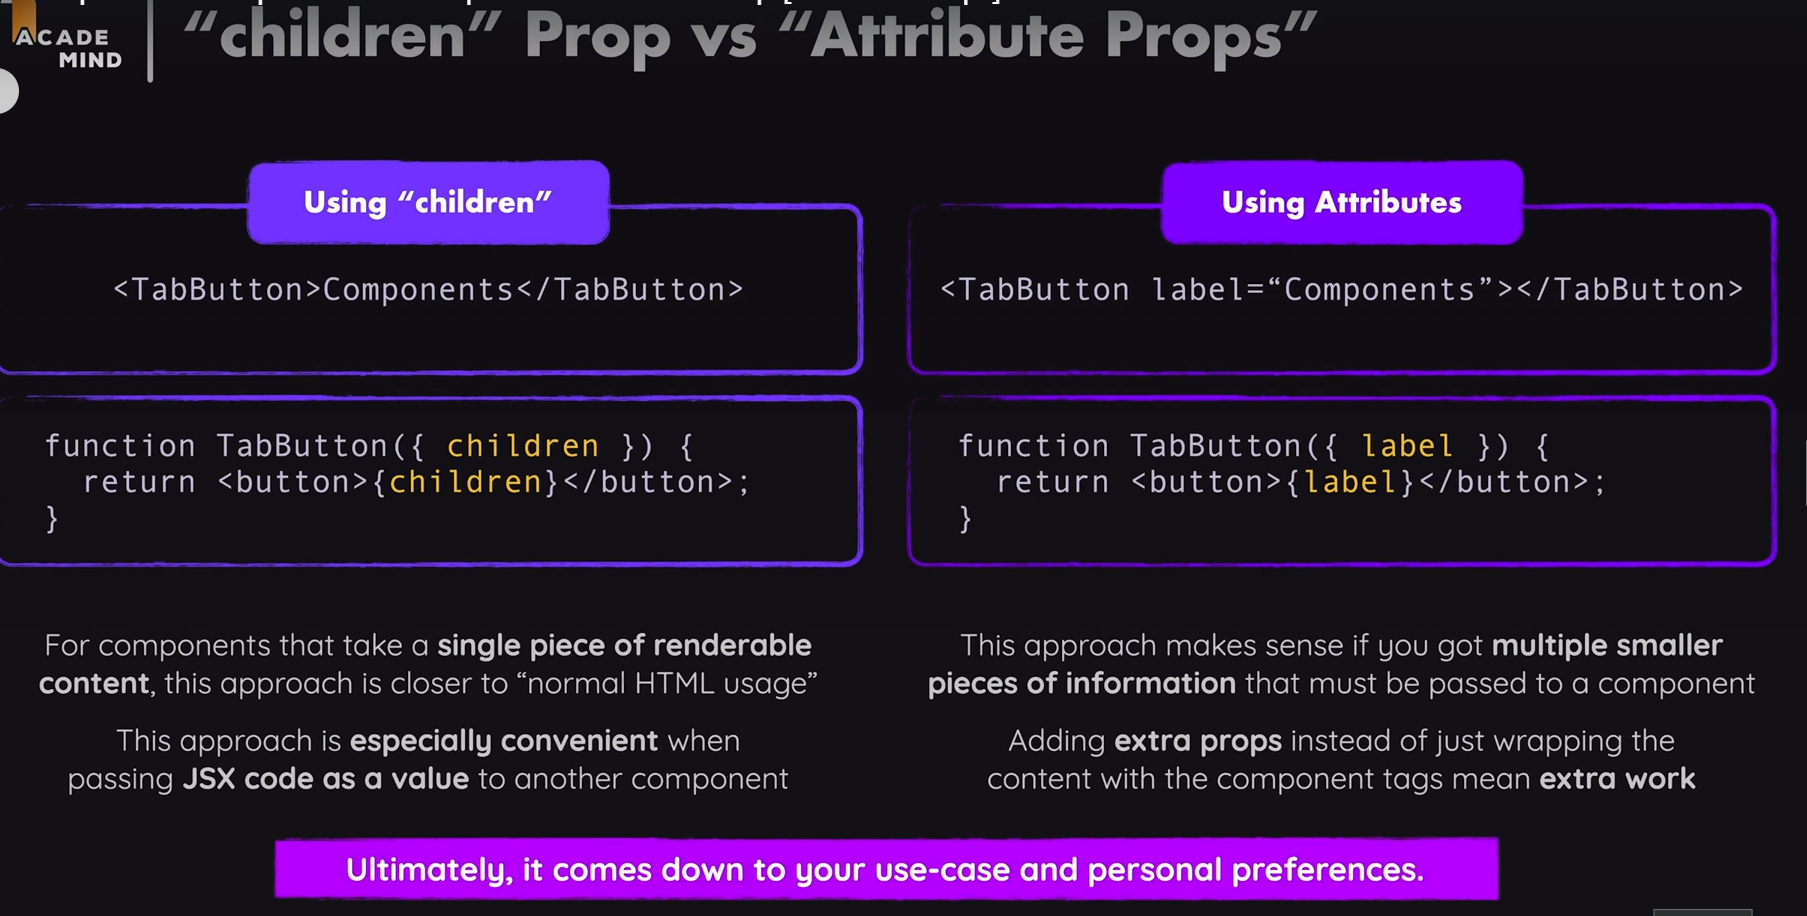 ACADE
MIND
“children” Prop vs “Attribute Props”
Using “children”
<TabButton>Components</TabButton>
function TabButton({ children }) {
  return <button>{children}</button>;
}
For components that take a single piece of renderable
content, this approach is closer to “normal HTML usage”
This approach is especially convenient when
passing JSX code as a value to another component
Using Attributes
<TabButton label=“Components”></TabButton>
function TabButton({ label }) {
  return <button>{label}</button>;
}
This approach makes sense if you got multiple smaller
pieces of information that must be passed to a component
Adding extra props instead of just wrapping the
content with the component tags mean extra work
Ultimately, it comes down to your use-case and personal preferences.